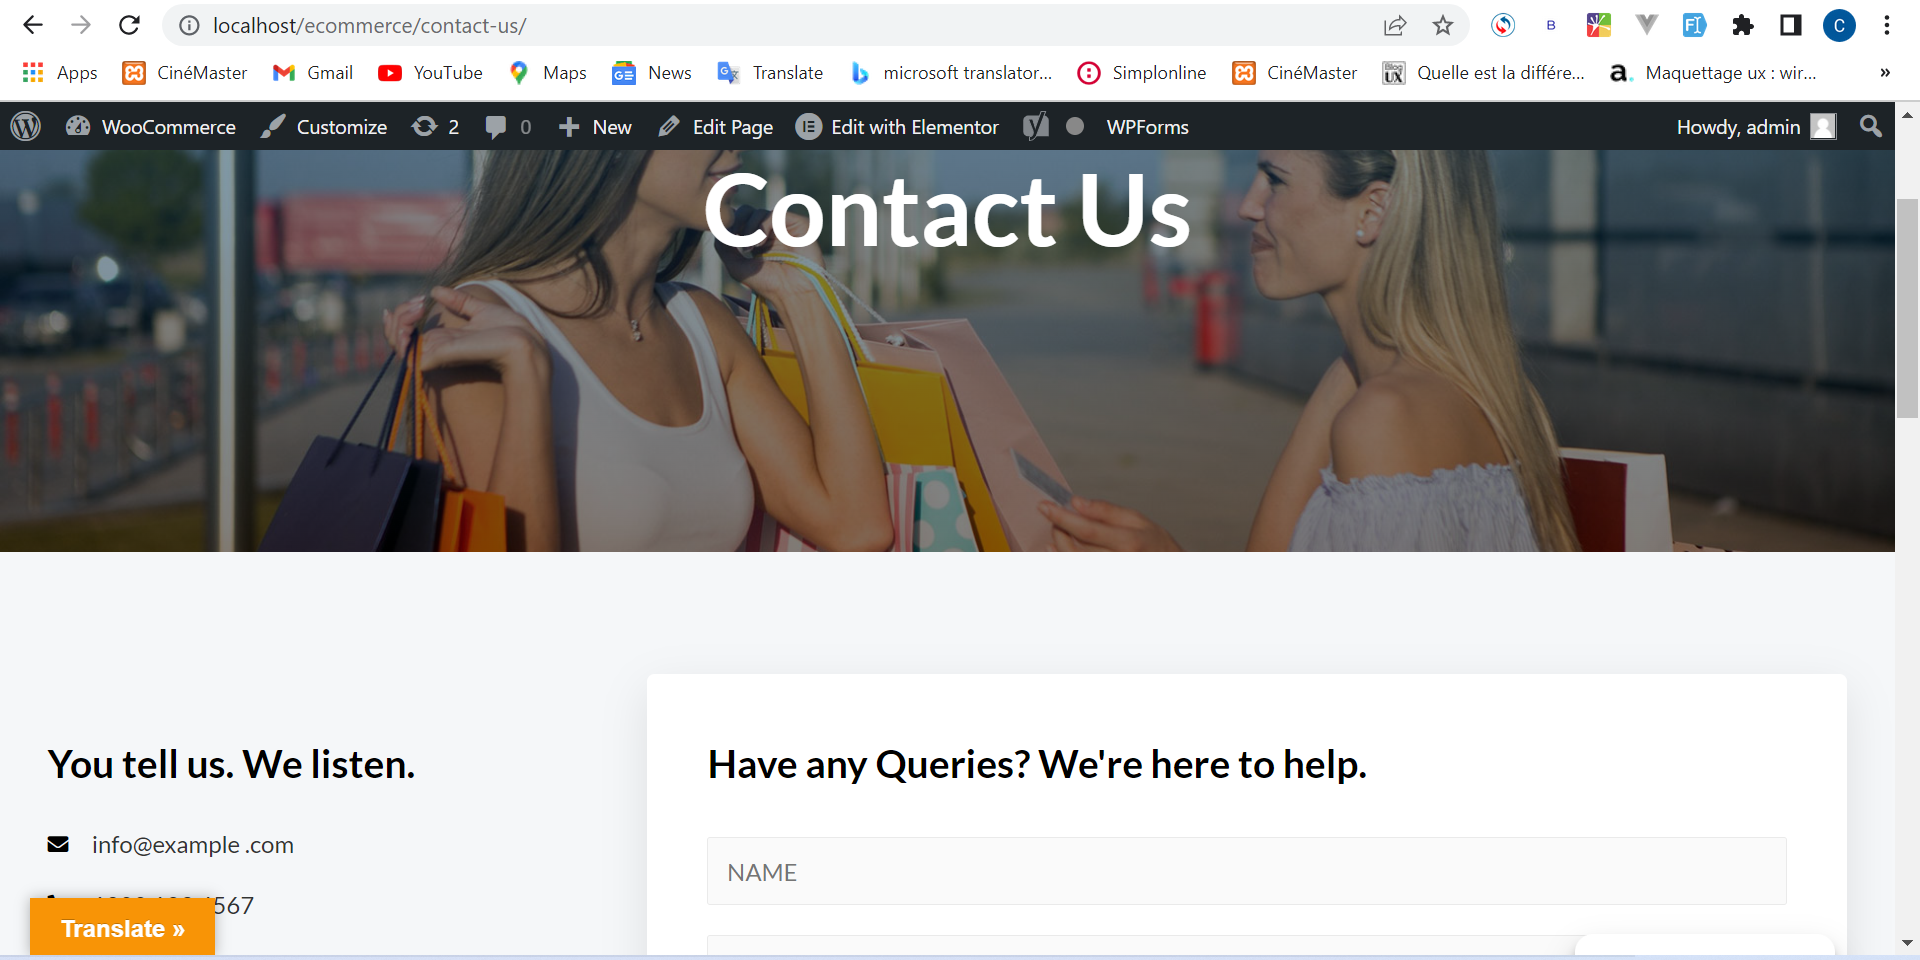 localhost/ecommerce/contact-us/
B
C
Apps CinéMaster Gmail YouTube Maps News Translate microsoft translator... Simplonline CinéMaster Quelle est la différe... Maquettage ux : wir... »
WooCommerce Customize 2 0 New Edit Page Edit with Elementor WPForms Howdy, admin
Contact Us
You tell us. We listen.
Have any Queries? We're here to help.
info@example .com
NAME
567
Translate »